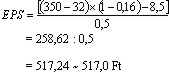 EPS = [(350 − 32) × (1 − 0,16) − 8,5] / 0,5
= 258,62 : 0,5
= 517,24 ~ 517,0 Ft